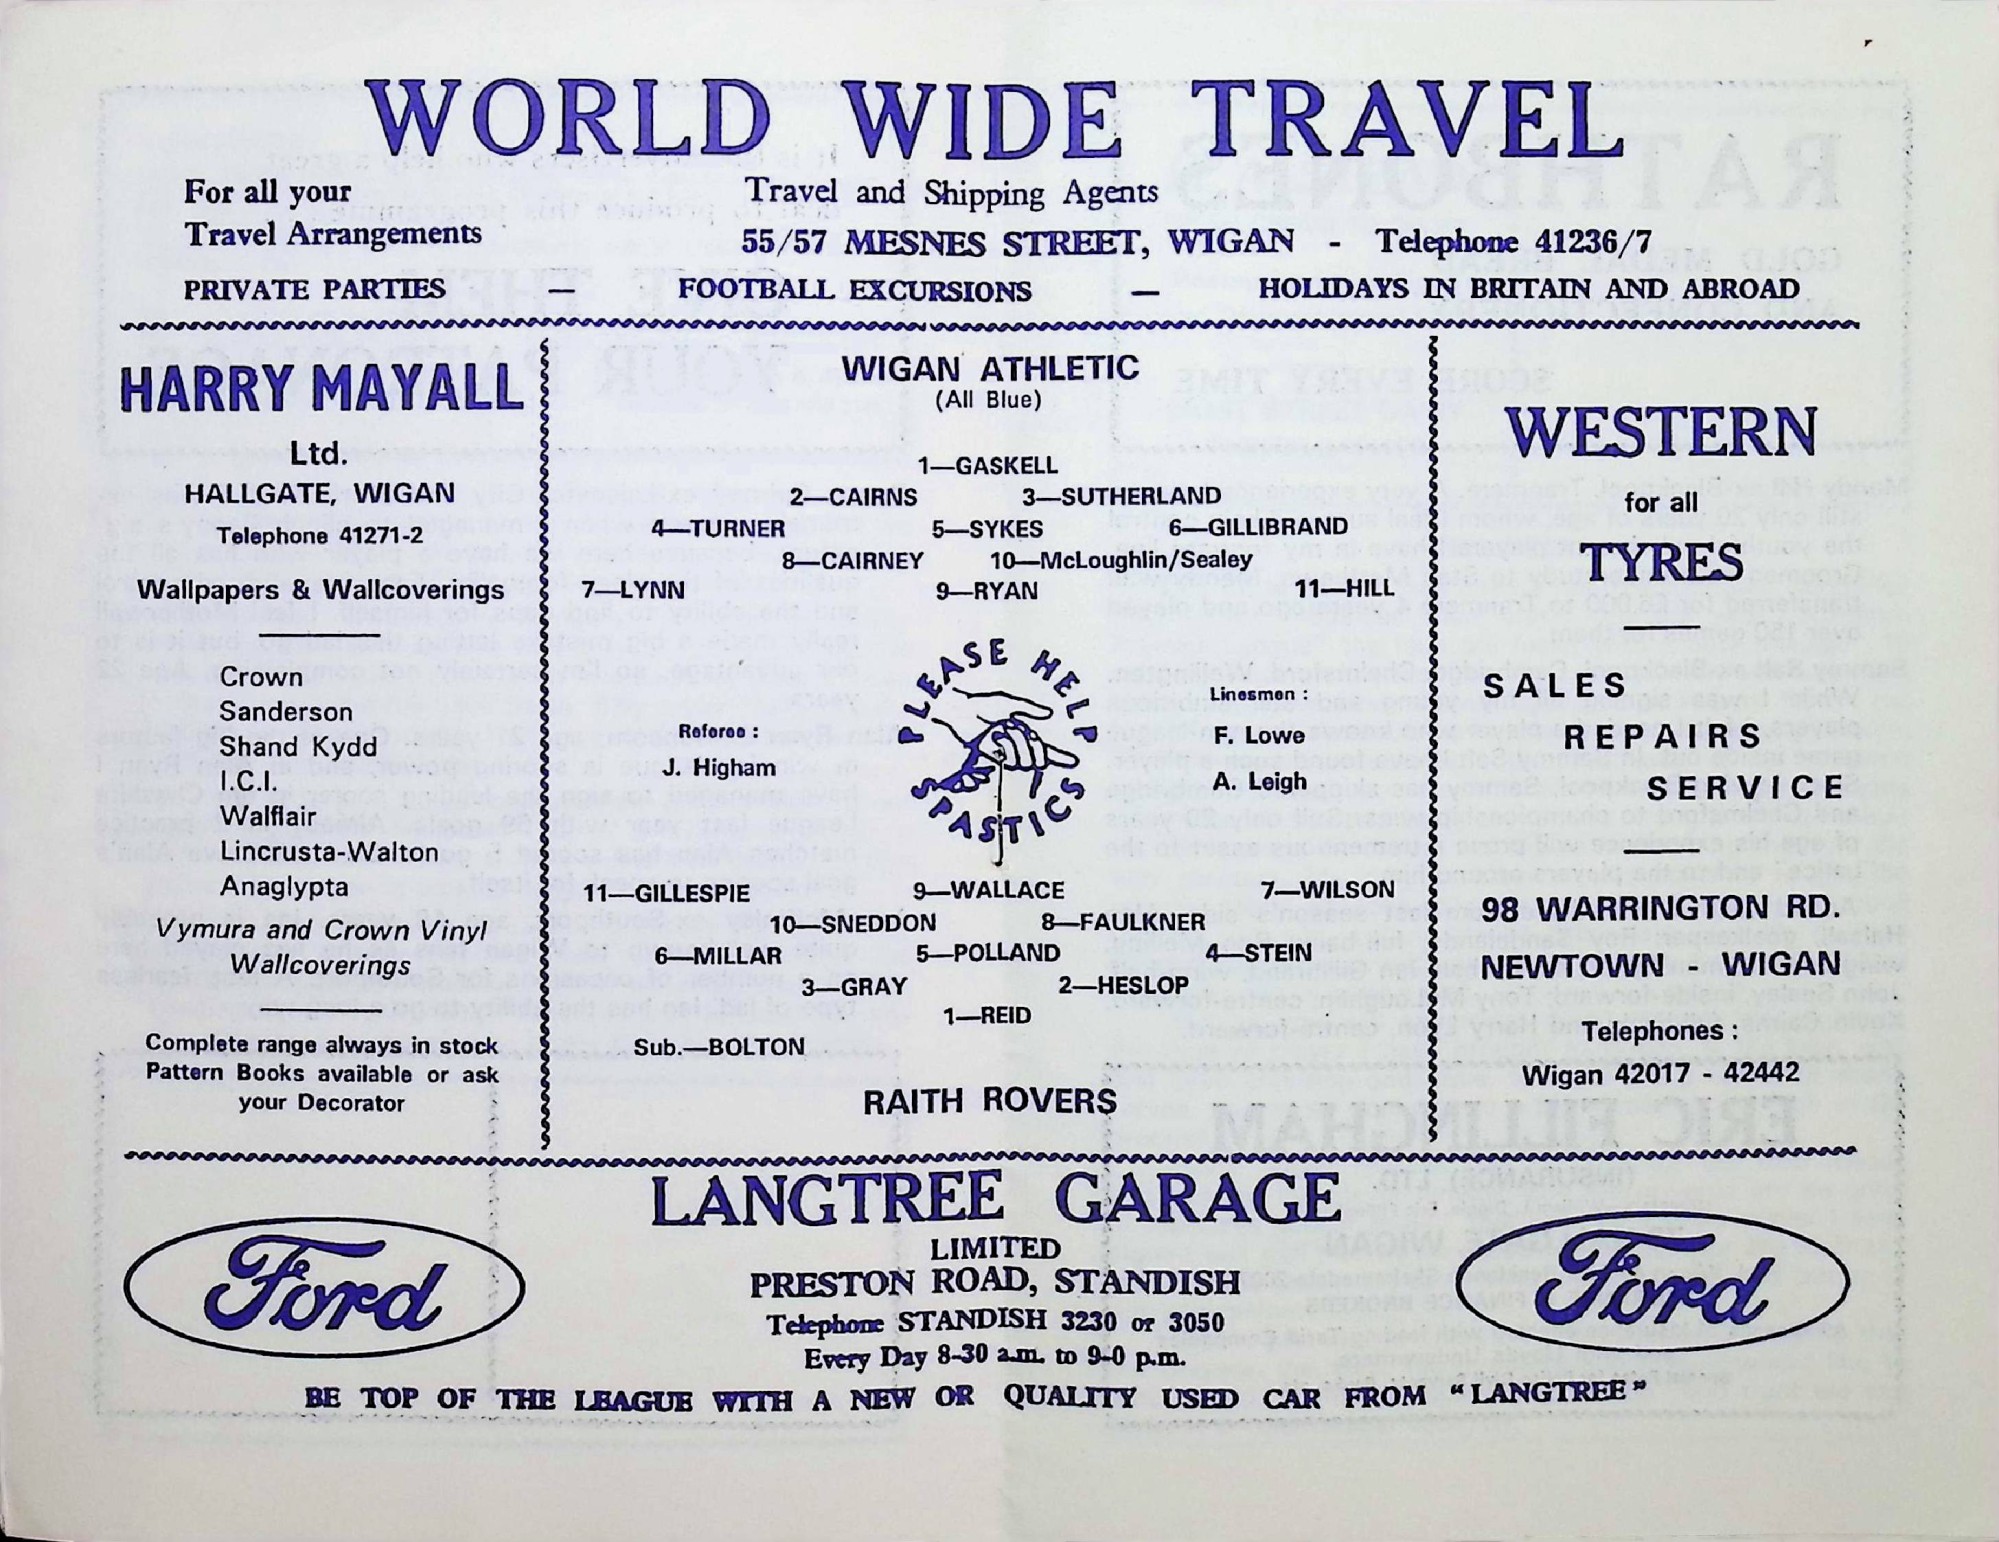 WORLD WIDE TRAVEL
For all your
Travel Arrangements
Travel and Shipping Agents
55/57 MESNES STREET, WIGAN - Telephone 41236/7
PRIVATE PARTIES — FOOTBALL EXCURSIONS — HOLIDAYS IN BRITAIN AND ABROAD
HARRY MAYALL
Ltd.
HALLGATE, WIGAN
Telephone 41271-2
Wallpapers & Wallcoverings
Crown
Sanderson
Shand Kydd
I.C.I.
Walflair
Lincrusta-Walton
Anaglypta
Vymura and Crown Vinyl
Wallcoverings
Complete range always in stock
Pattern Books available or ask
your Decorator
WIGAN ATHLETIC
(All Blue)
1—GASKELL
2—CAIRNS 3—SUTHERLAND
4—TURNER 5—SYKES 6—GILLIBRAND
8—CAIRNEY 10—McLoughlin/Sealey
7—LYNN 9—RYAN 11—HILL
PLEASE HELP
SPASTICS
Referee :
J. Higham
Linesmen :
F. Lowe
A. Leigh
11—GILLESPIE 9—WALLACE 7—WILSON
10—SNEDDON 8—FAULKNER
6—MILLAR 5—POLLAND 4—STEIN
3—GRAY 2—HESLOP
1—REID
Sub.—BOLTON
RAITH ROVERS
WESTERN
for all
TYRES
SALES
REPAIRS
SERVICE
98 WARRINGTON RD.
NEWTOWN - WIGAN
Telephones :
Wigan 42017 - 42442
Ford
LANGTREE GARAGE
LIMITED
PRESTON ROAD, STANDISH
Telephone STANDISH 3230 or 3050
Every Day 8-30 a.m. to 9-0 p.m.
Ford
BE TOP OF THE LEAGUE WITH A NEW OR QUALITY USED CAR FROM "LANGTREE"